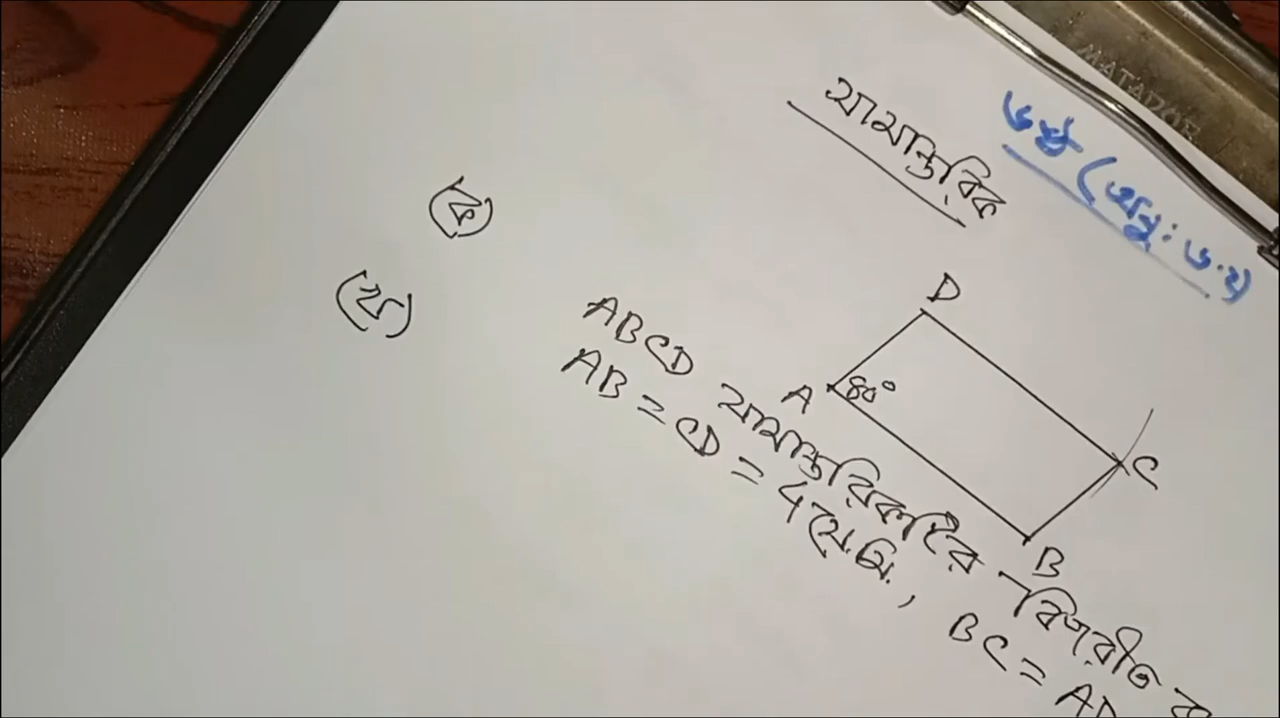 MATADOR
৬ষ্ঠ (অনু: ৬.২)
সামান্তরিক
(ক)
(খ)
D
A 80°
C
B
ABCD সামান্তরিকটির বিপরীত
AB = CD = 4 সে.মি., BC = AD